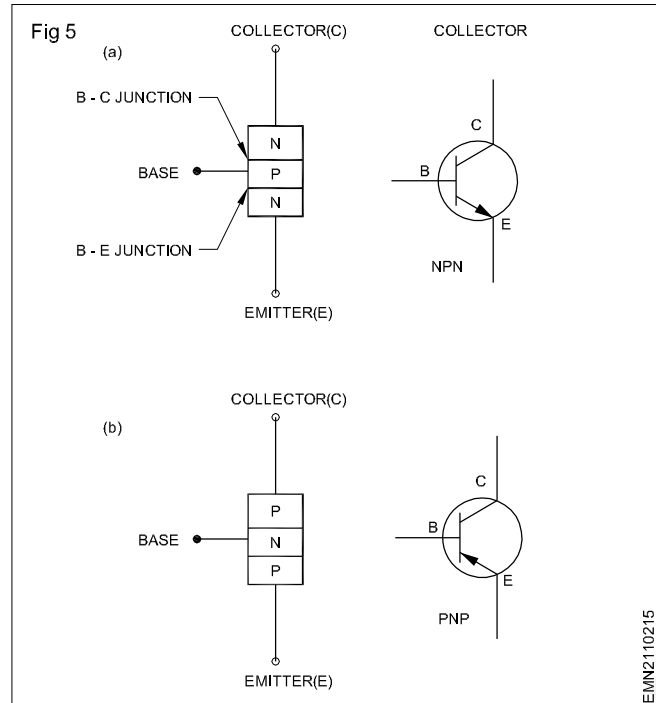 Fig 5
(a)
COLLECTOR(C)
COLLECTOR
B - C JUNCTION
N
BASE
P
N
B - E JUNCTION
EMITTER(E)
C
B
E
NPN
(b)
COLLECTOR(C)
P
BASE
N
P
EMITTER(E)
C
B
E
PNP
EMN2110215